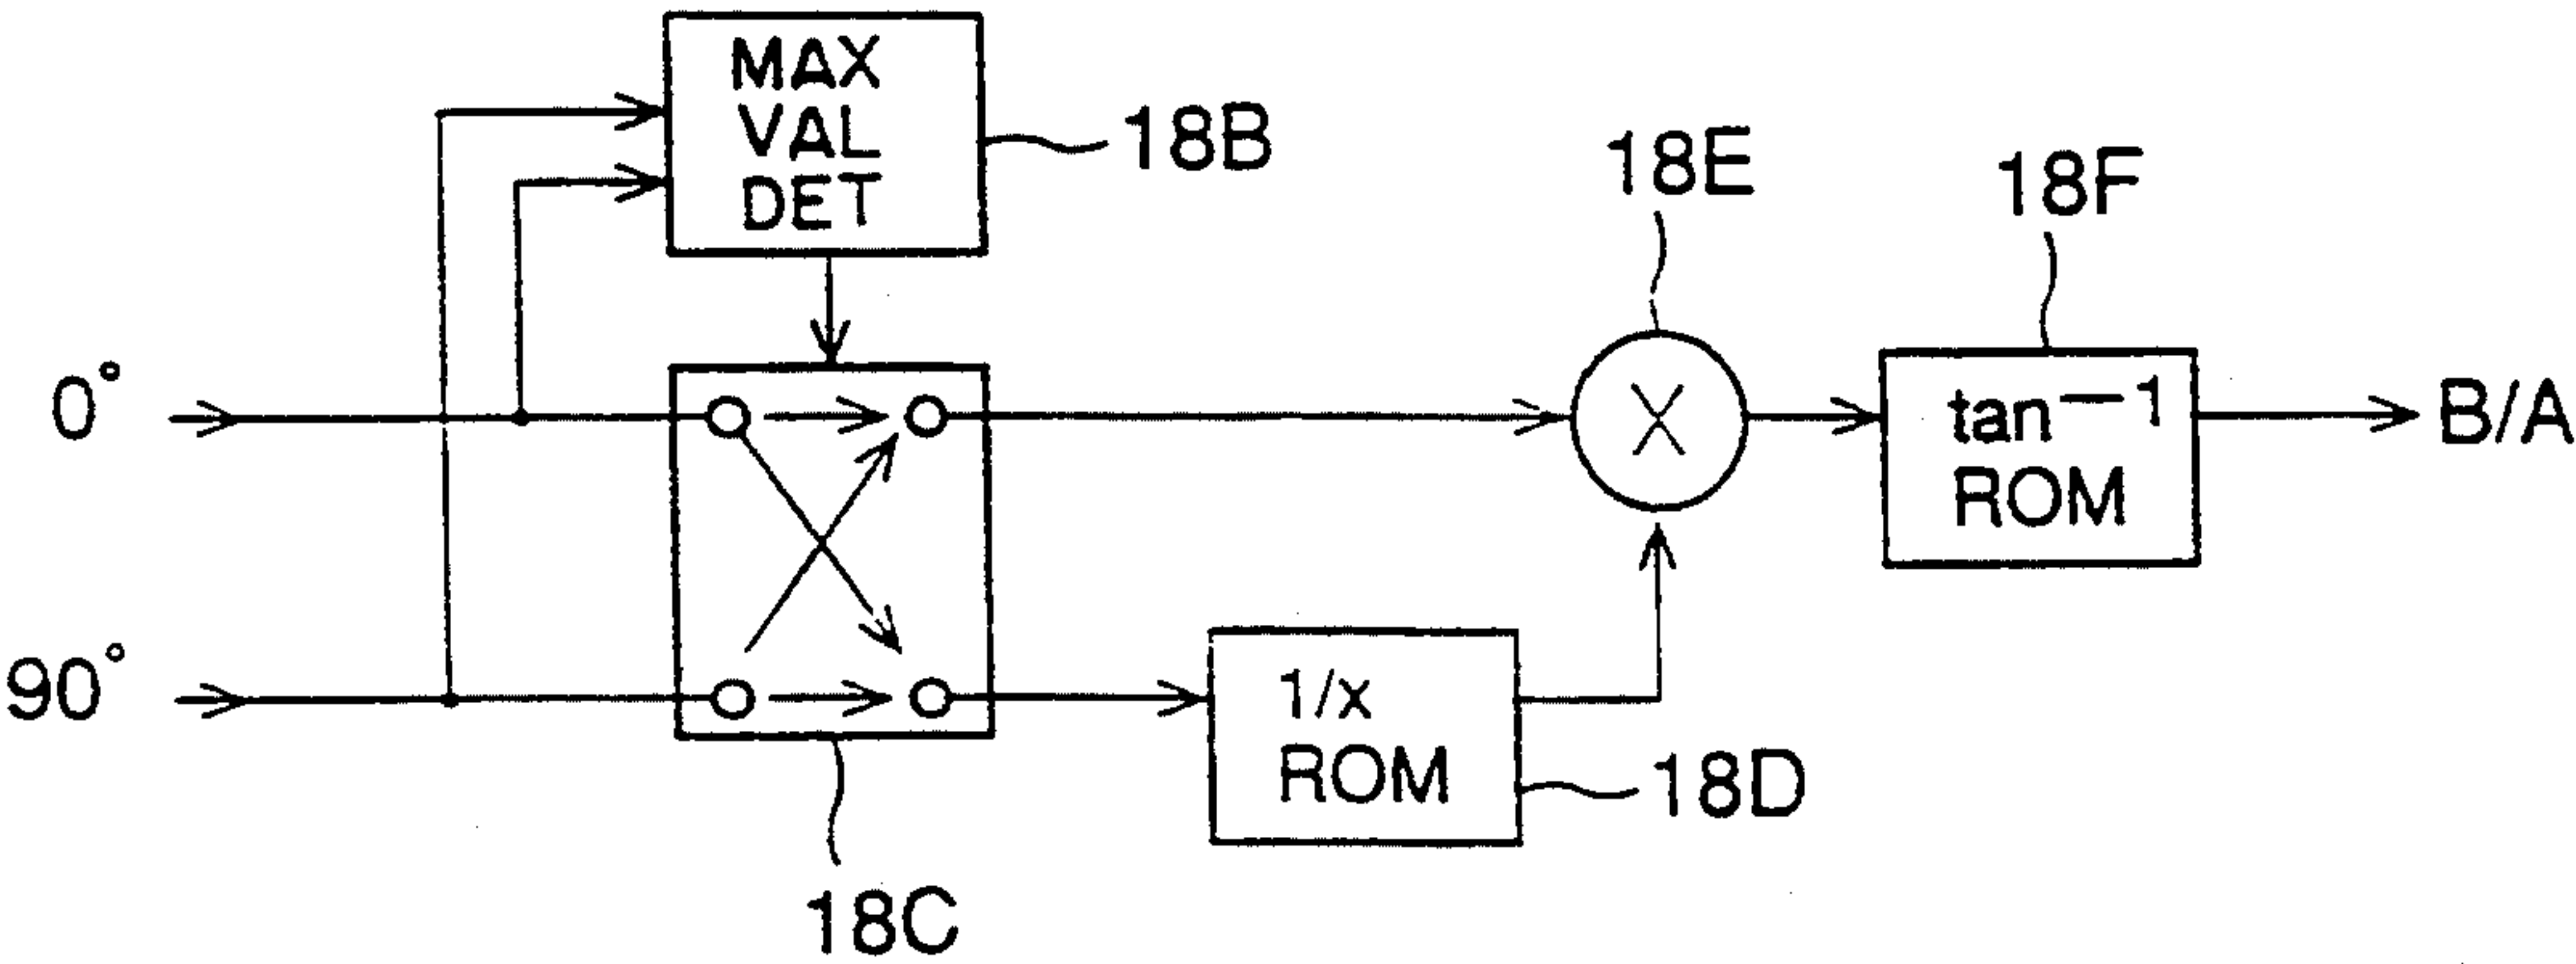 MAX
VAL
DET
18B
18E
18F
0°
tan⁻¹
ROM
B/A
90°
1/x
ROM
18D
18C
X